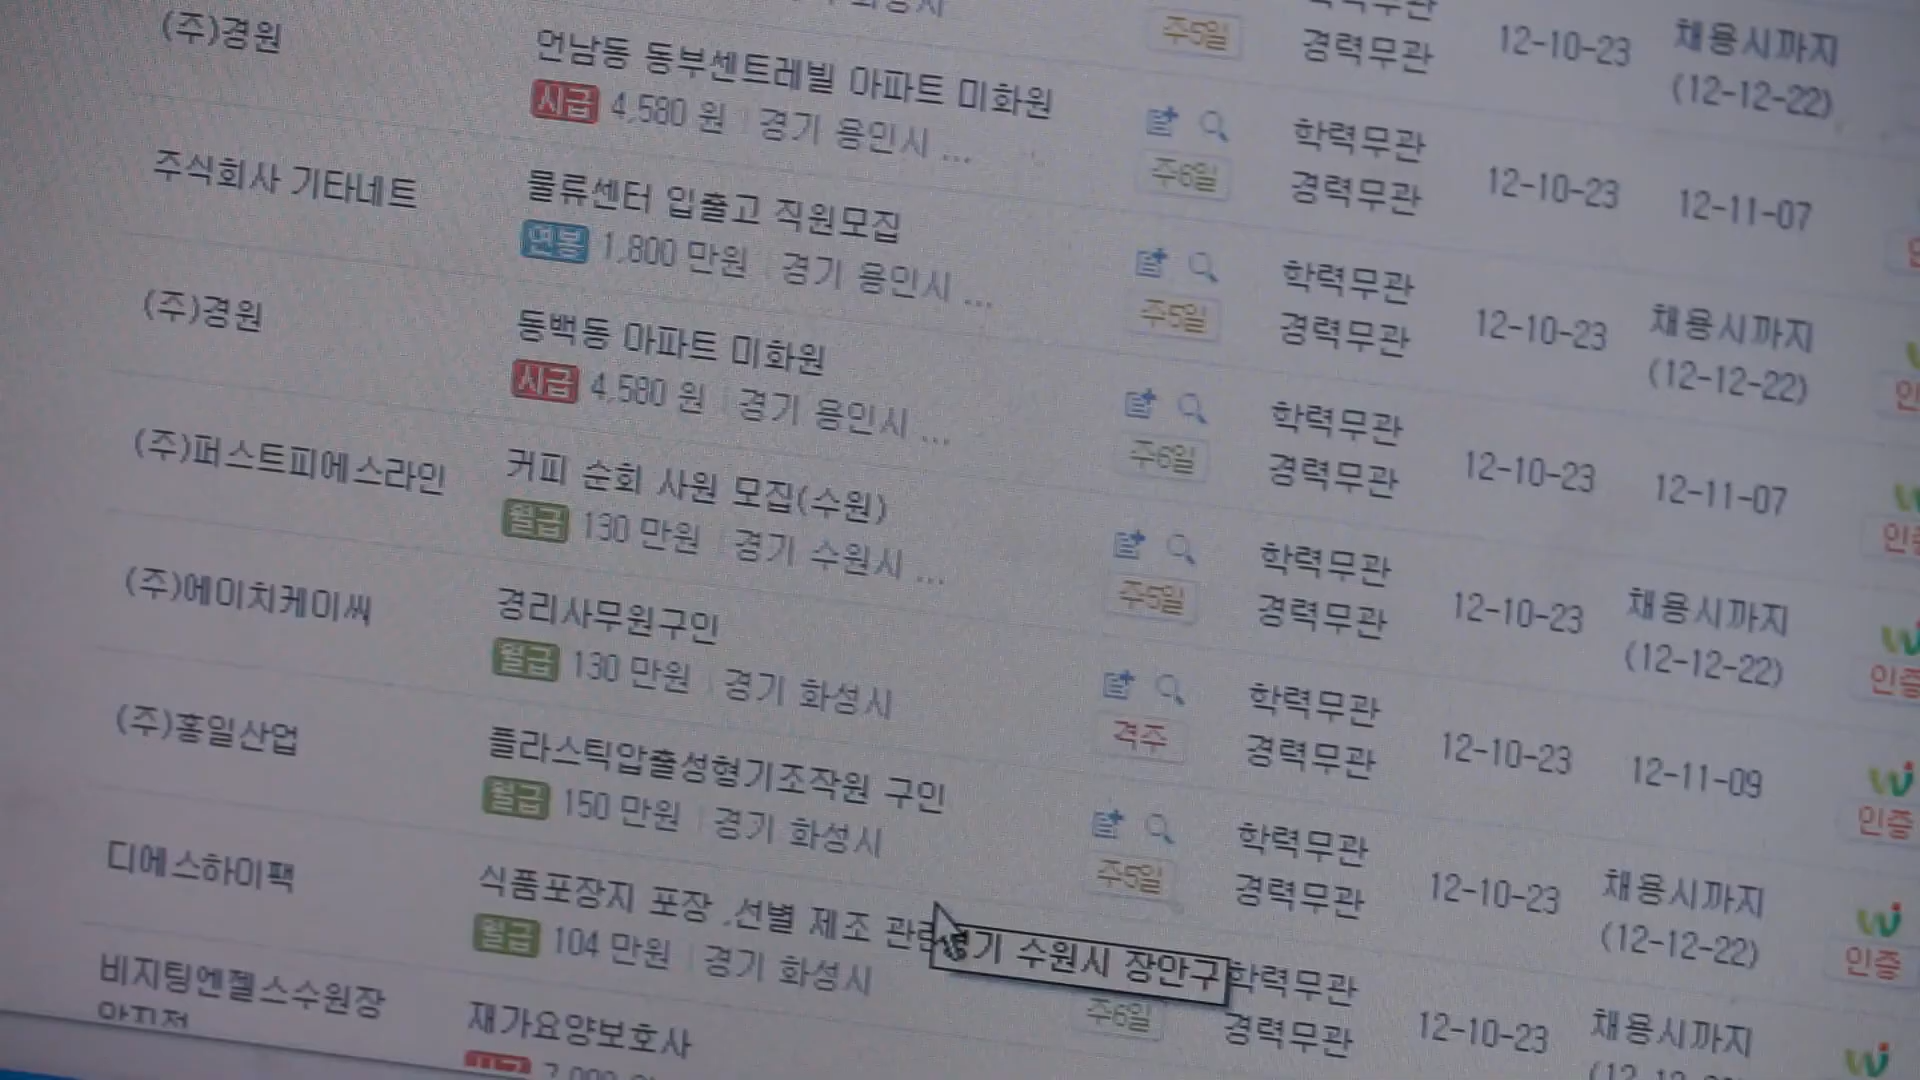 주5일
경력무관
12-10-23
채용시까지
(12-12-22)
(주)경원
언남동 동부센트레빌 아파트 미화원
시급 4,580 원 경기 용인시 ...
주6일
학력무관
경력무관
12-10-23
12-11-07
주식회사 기타네트
물류센터 입출고 직원모집
연봉 1,800 만원 경기 용인시 ...
주5일
학력무관
경력무관
12-10-23
채용시까지
(12-12-22)
인
(주)경원
동백동 아파트 미화원
시급 4,580 원 경기 용인시 ...
주6일
학력무관
경력무관
12-10-23
12-11-07
인증
(주)퍼스트피에스라인
커피 순회 사원 모집(수원)
월급 130 만원 경기 수원시 ...
주5일
학력무관
경력무관
12-10-23
채용시까지
(12-12-22)
인증
(주)에이치케이씨
경리사무원구인
월급 130 만원 경기 화성시
격주
학력무관
경력무관
12-10-23
12-11-09
인증
(주)홍일산업
플라스틱압출성형기조작원 구인
월급 150 만원 경기 화성시
주5일
학력무관
경력무관
12-10-23
채용시까지
(12-12-22)
인증
디에스하이팩
식품포장지 포장 ,선별 제조
월급 104 만원 경기 화성시
경기 수원시 장안구
주6일
학력무관
경력무관
12-10-23
채용시까지
비지팅엔젤스수원장
재가요양보호사